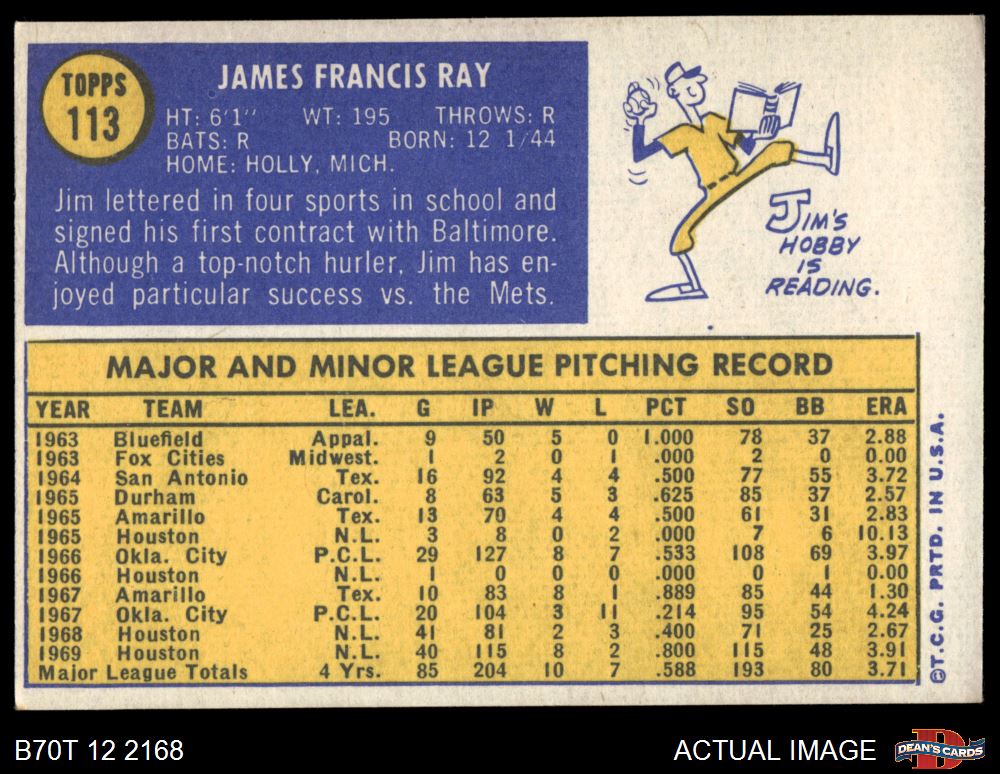 TOPPS
113
JAMES FRANCIS RAY
HT: 6'1" WT: 195 THROWS: R
BATS: R BORN: 12 1/44
HOME: HOLLY, MICH.
Jim lettered in four sports in school and
signed his first contract with Baltimore.
Although a top-notch hurler, Jim has en-
joyed particular success vs. the Mets.
JIM'S
HOBBY
IS
READING.
MAJOR AND MINOR LEAGUE PITCHING RECORD
YEAR TEAM LEA. G IP W L PCT SO BB ERA
1963 Bluefield Appal. 9 50 5 0 1.000 78 37 2.88
1963 Fox Cities Midwest. 1 2 0 1 .000 2 0 0.00
1964 San Antonio Tex. 16 92 4 4 .500 77 55 3.72
1965 Durham Carol. 8 63 5 3 .625 85 37 2.57
1965 Amarillo Tex. 13 70 4 4 .500 61 31 2.83
1965 Houston N.L. 3 8 0 2 .000 7 6 10.13
1966 Okla. City P.C.L. 29 127 8 7 .533 108 69 3.97
1966 Houston N.L. 1 0 0 0 .000 0 1 0.00
1967 Amarillo Tex. 10 83 8 1 .889 85 44 1.30
1967 Okla. City P.C.L. 20 104 3 11 .214 95 54 4.24
1968 Houston N.L. 41 81 2 3 .400 71 25 2.67
1969 Houston N.L. 40 115 8 2 .800 115 48 3.91
Major League Totals 4 Yrs. 85 204 10 7 .588 193 80 3.71
©T.C.G. PRTD. IN U.S.A.
B70T 12 2168
ACTUAL IMAGE
DEAN'S CARDS